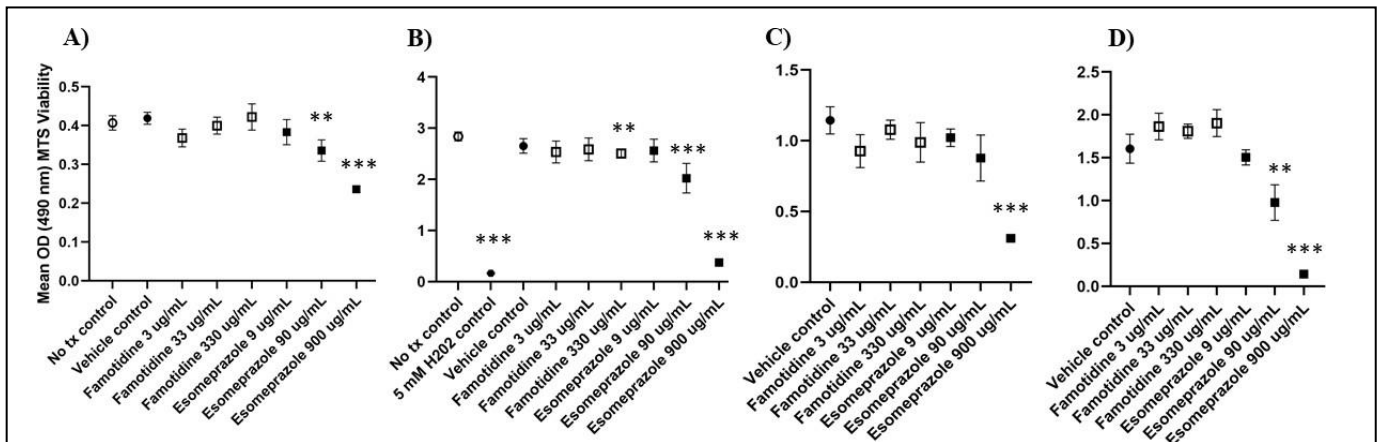 A)
Mean OD (490 nm) MTS Viability
0.5
0.4
0.3
0.2
0.1
0.0
**
***
No tx control
Vehicle control
Famotidine 3 ug/mL
Famotidine 33 ug/mL
Famotidine 330 ug/mL
Esomeprazle 9 ug/mL
Esomeprazole 90 ug/mL
Esomeprazole 900 ug/mL
B)
4
3
2
1
0
***
**
***
***
No tx control
5 mM H202 control
Vehicle control
Famotidine 3 ug/mL
Famotidine 33 ug/mL
Famotidine 330 ug/mL
Esomeprazle 9 ug/mL
Esomeprazole 90 ug/mL
Esomeprazole 900 ug/mL
C)
1.5
1.0
0.5
0.0
***
Vehicle control
Famotidine 3 ug/mL
Famotidine 33 ug/mL
Famotidine 330 ug/mL
Esomeprazle 9 ug/mL
Esomeprazole 90 ug/mL
Esomeprazole 900 ug/mL
D)
2.5
2.0
1.5
1.0
0.5
0.0
**
***
Vehicle control
Famotidine 3 ug/mL
Famotidine 33 ug/mL
Famotidine 330 ug/mL
Esomeprazle 9 ug/mL
Esomeprazole 90 ug/mL
Esomeprazole 900 ug/mL